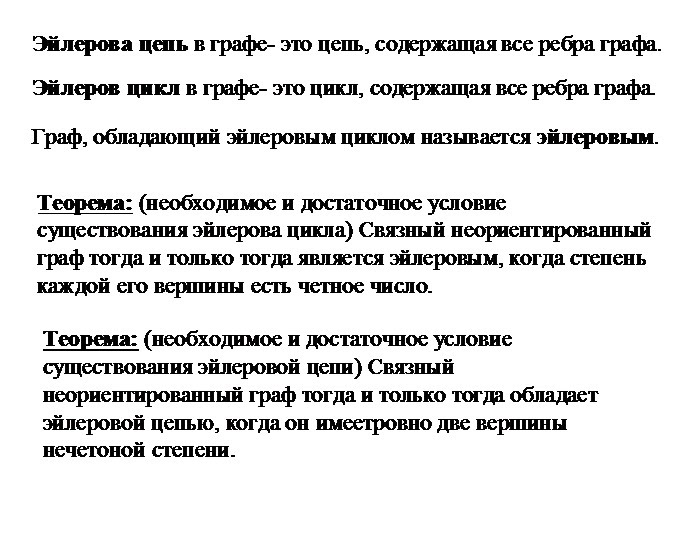 Эйлерова цепь в графе- это цепь, содержащая все ребра графа.
Эйлеров цикл в графе- это цикл, содержащая все ребра графа.
Граф, обладающий эйлеровым циклом называется эйлеровым.
Теорема: (необходимое и достаточное условие
существования эйлерова цикла) Связный неориентированный
граф тогда и только тогда является эйлеровым, когда степень
каждой его вершины есть четное число.
Теорема: (необходимое и достаточное условие
существования эйлеровой цепи) Связный
неориентированный граф тогда и только тогда обладает
эйлеровой цепью, когда он имеетровно две вершины
нечетоной степени.